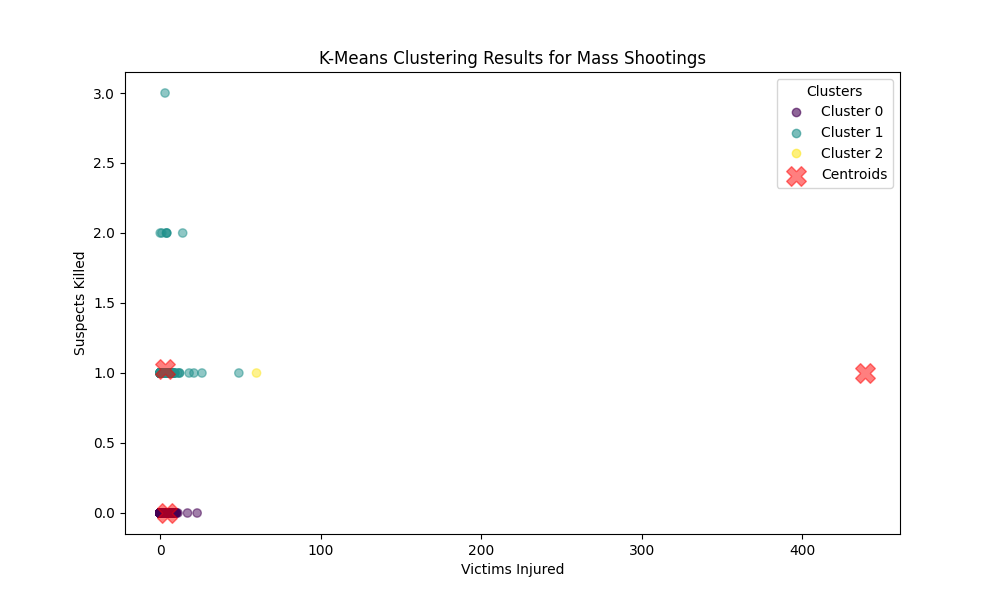 K-Means Clustering Results for Mass Shootings
Clusters
Cluster 0
Cluster 1
Cluster 2
Centroids
Suspects Killed
3.0
2.5
2.0
1.5
1.0
0.5
0.0
0
100
200
300
400
Victims Injured